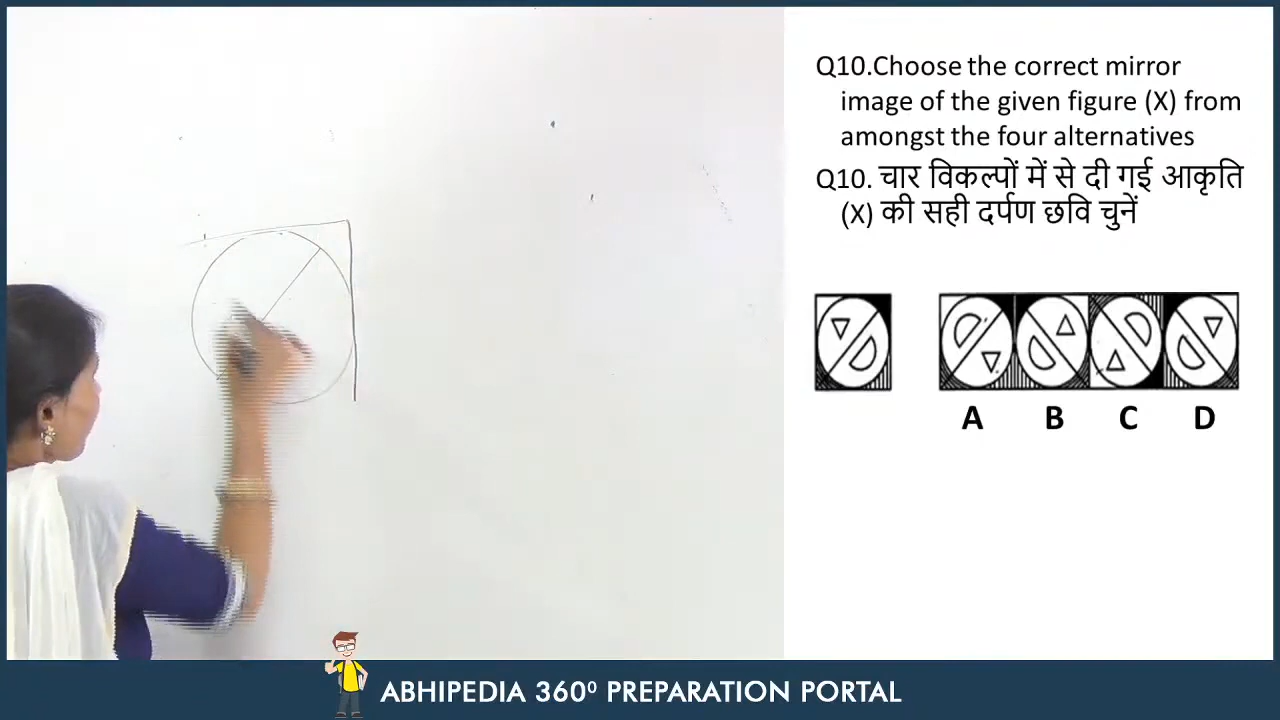 Q10.Choose the correct mirror
image of the given figure (X) from
amongst the four alternatives
Q10. चार विकल्पों में से दी गई आकृति
(X) की सही दर्पण छवि चुनें
A B C D
ABHIPEDIA 360⁰ PREPARATION PORTAL